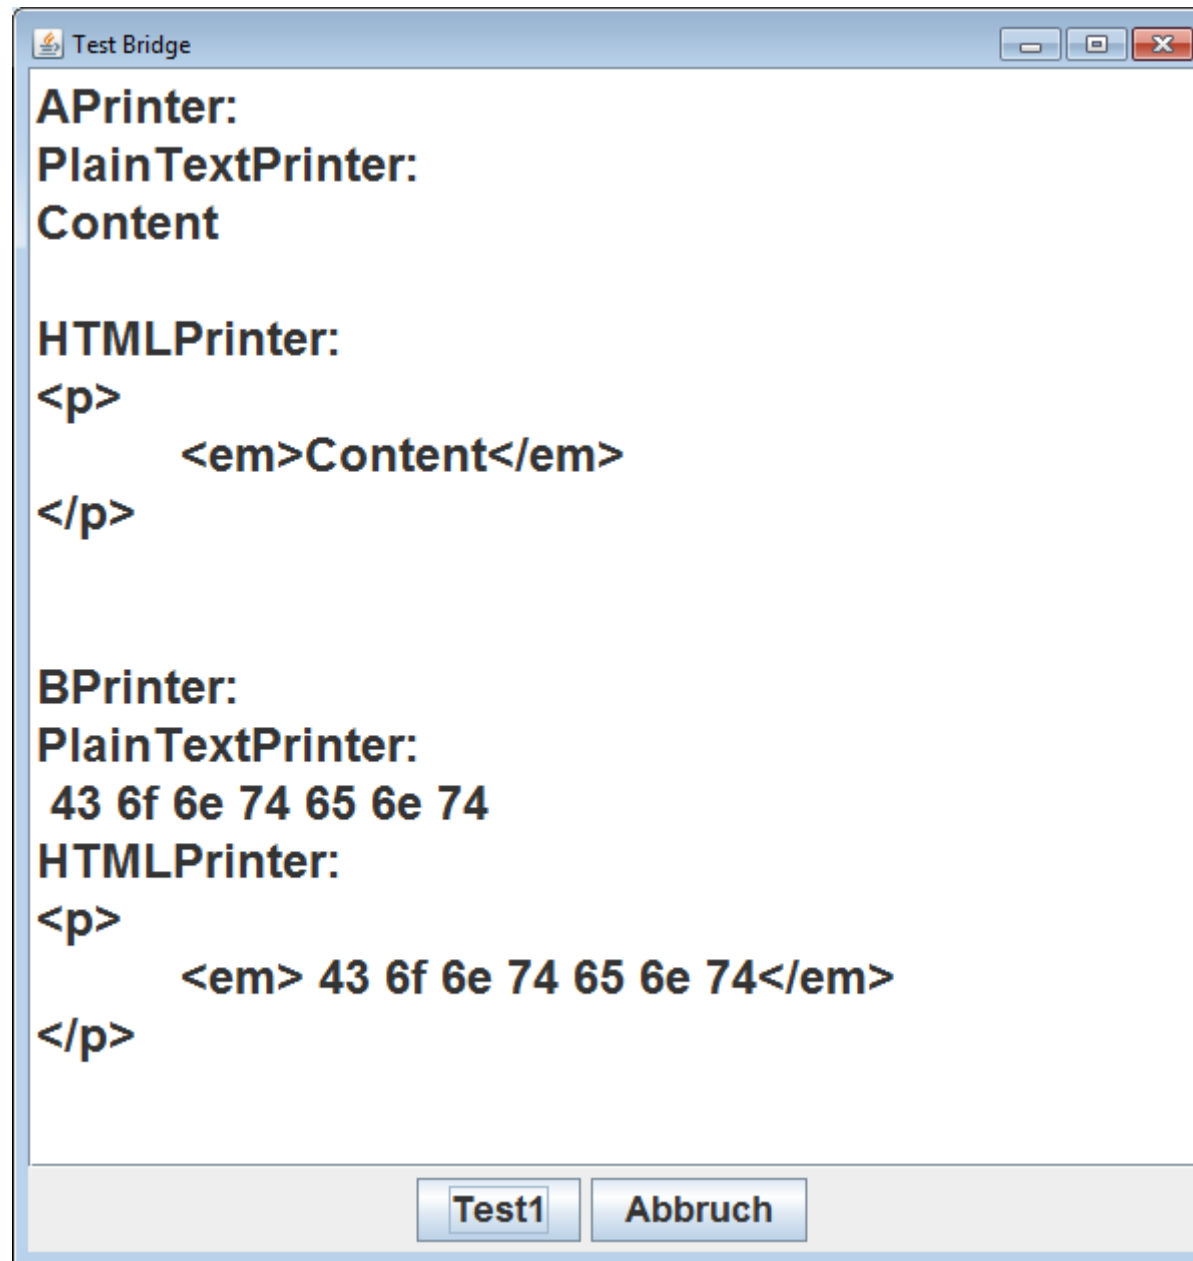 Test Bridge
APrinter:
PlainTextPrinter:
Content
HTMLPrinter:
<p>
<em>Content</em>
</p>
BPrinter:
PlainTextPrinter:
43 6f 6e 74 65 6e 74
HTMLPrinter:
<p>
<em> 43 6f 6e 74 65 6e 74</em>
</p>
Test1 Abbruch